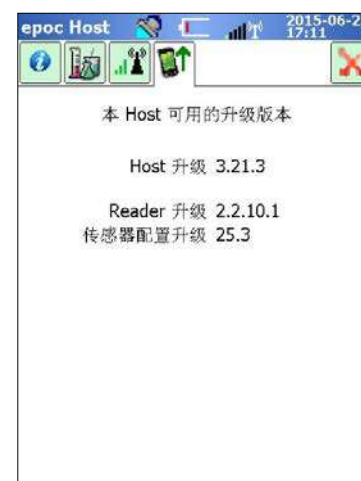 epoc Host
2015-06-2
17:11
本 Host 可用的升级版本
Host 升级 3.21.3
Reader 升级 2.2.10.1
传感器配置升级 25.3